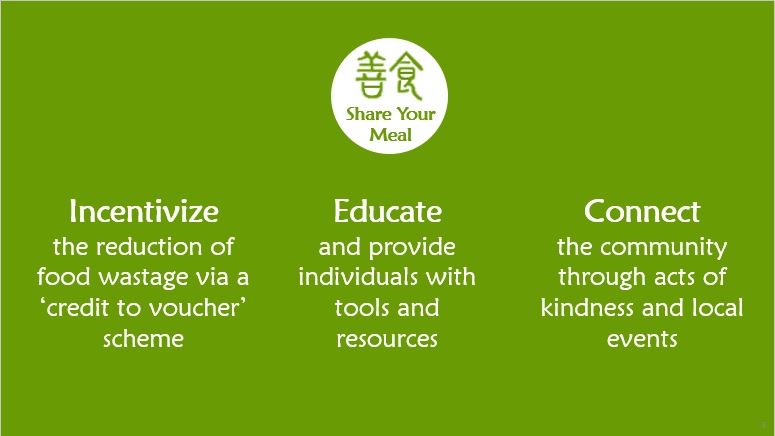 善食
Share Your
Meal
Incentivize
the reduction of
food wastage via a
‘credit to voucher’
scheme
Educate
and provide
individuals with
tools and
resources
Connect
the community
through acts of
kindness and local
events